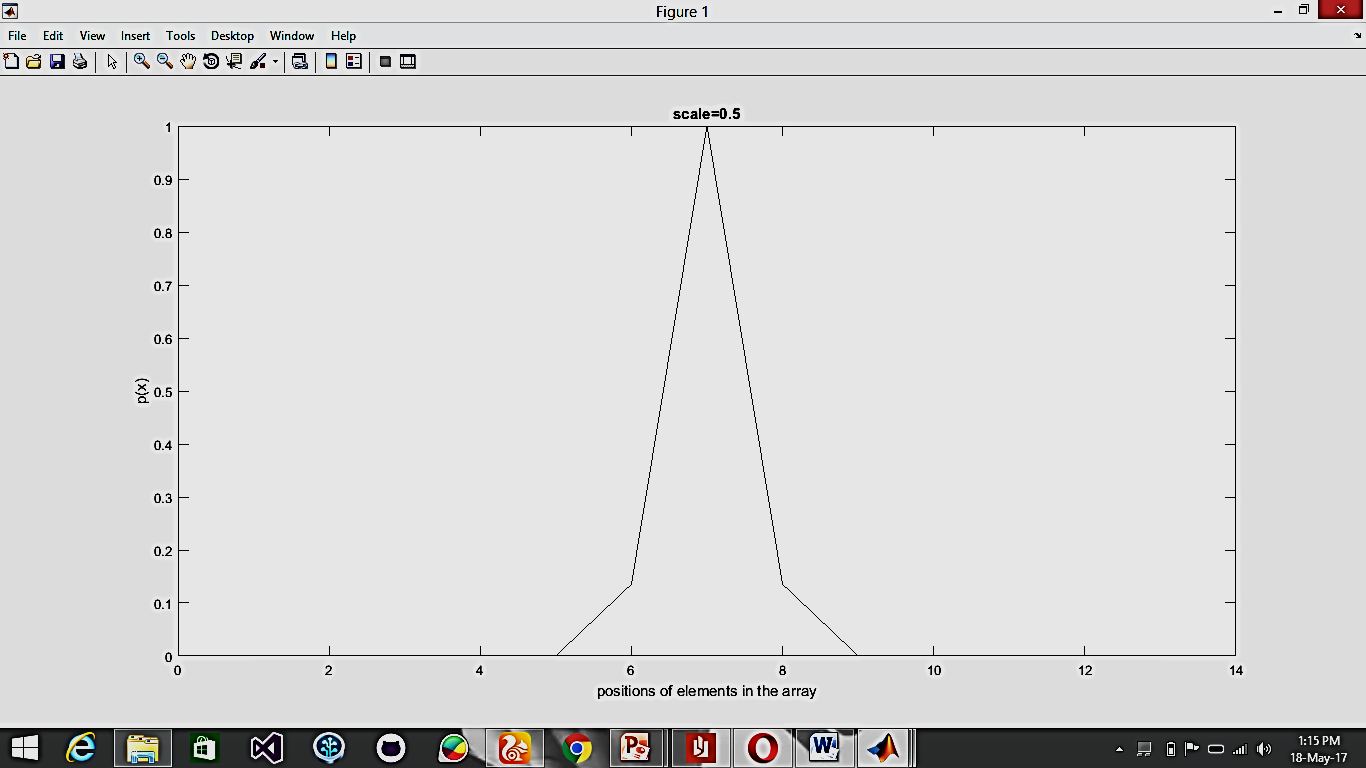 Figure 1
File Edit View Insert Tools Desktop Window Help
scale=0.5
1
0.9
0.8
0.7
0.6
0.5
0.4
0.3
0.2
0.1
0
p(x)
0 2 4 6 8 10 12 14
positions of elements in the array
1:15 PM
18-May-17